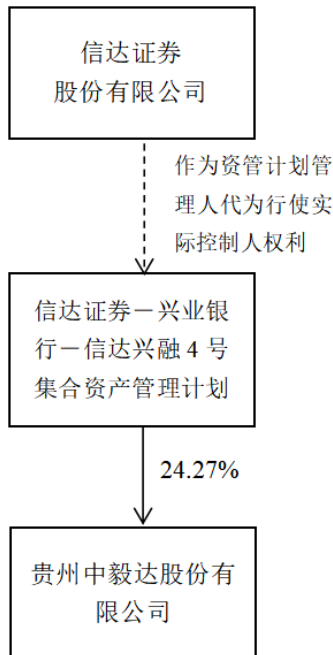 信达证券
股份有限公司
作为资管计划管
理人代为行使实
际控制人权利
信达证券－兴业银
行－信达兴融 4 号
集合资产管理计划
24.27%
贵州中毅达股份有
限公司